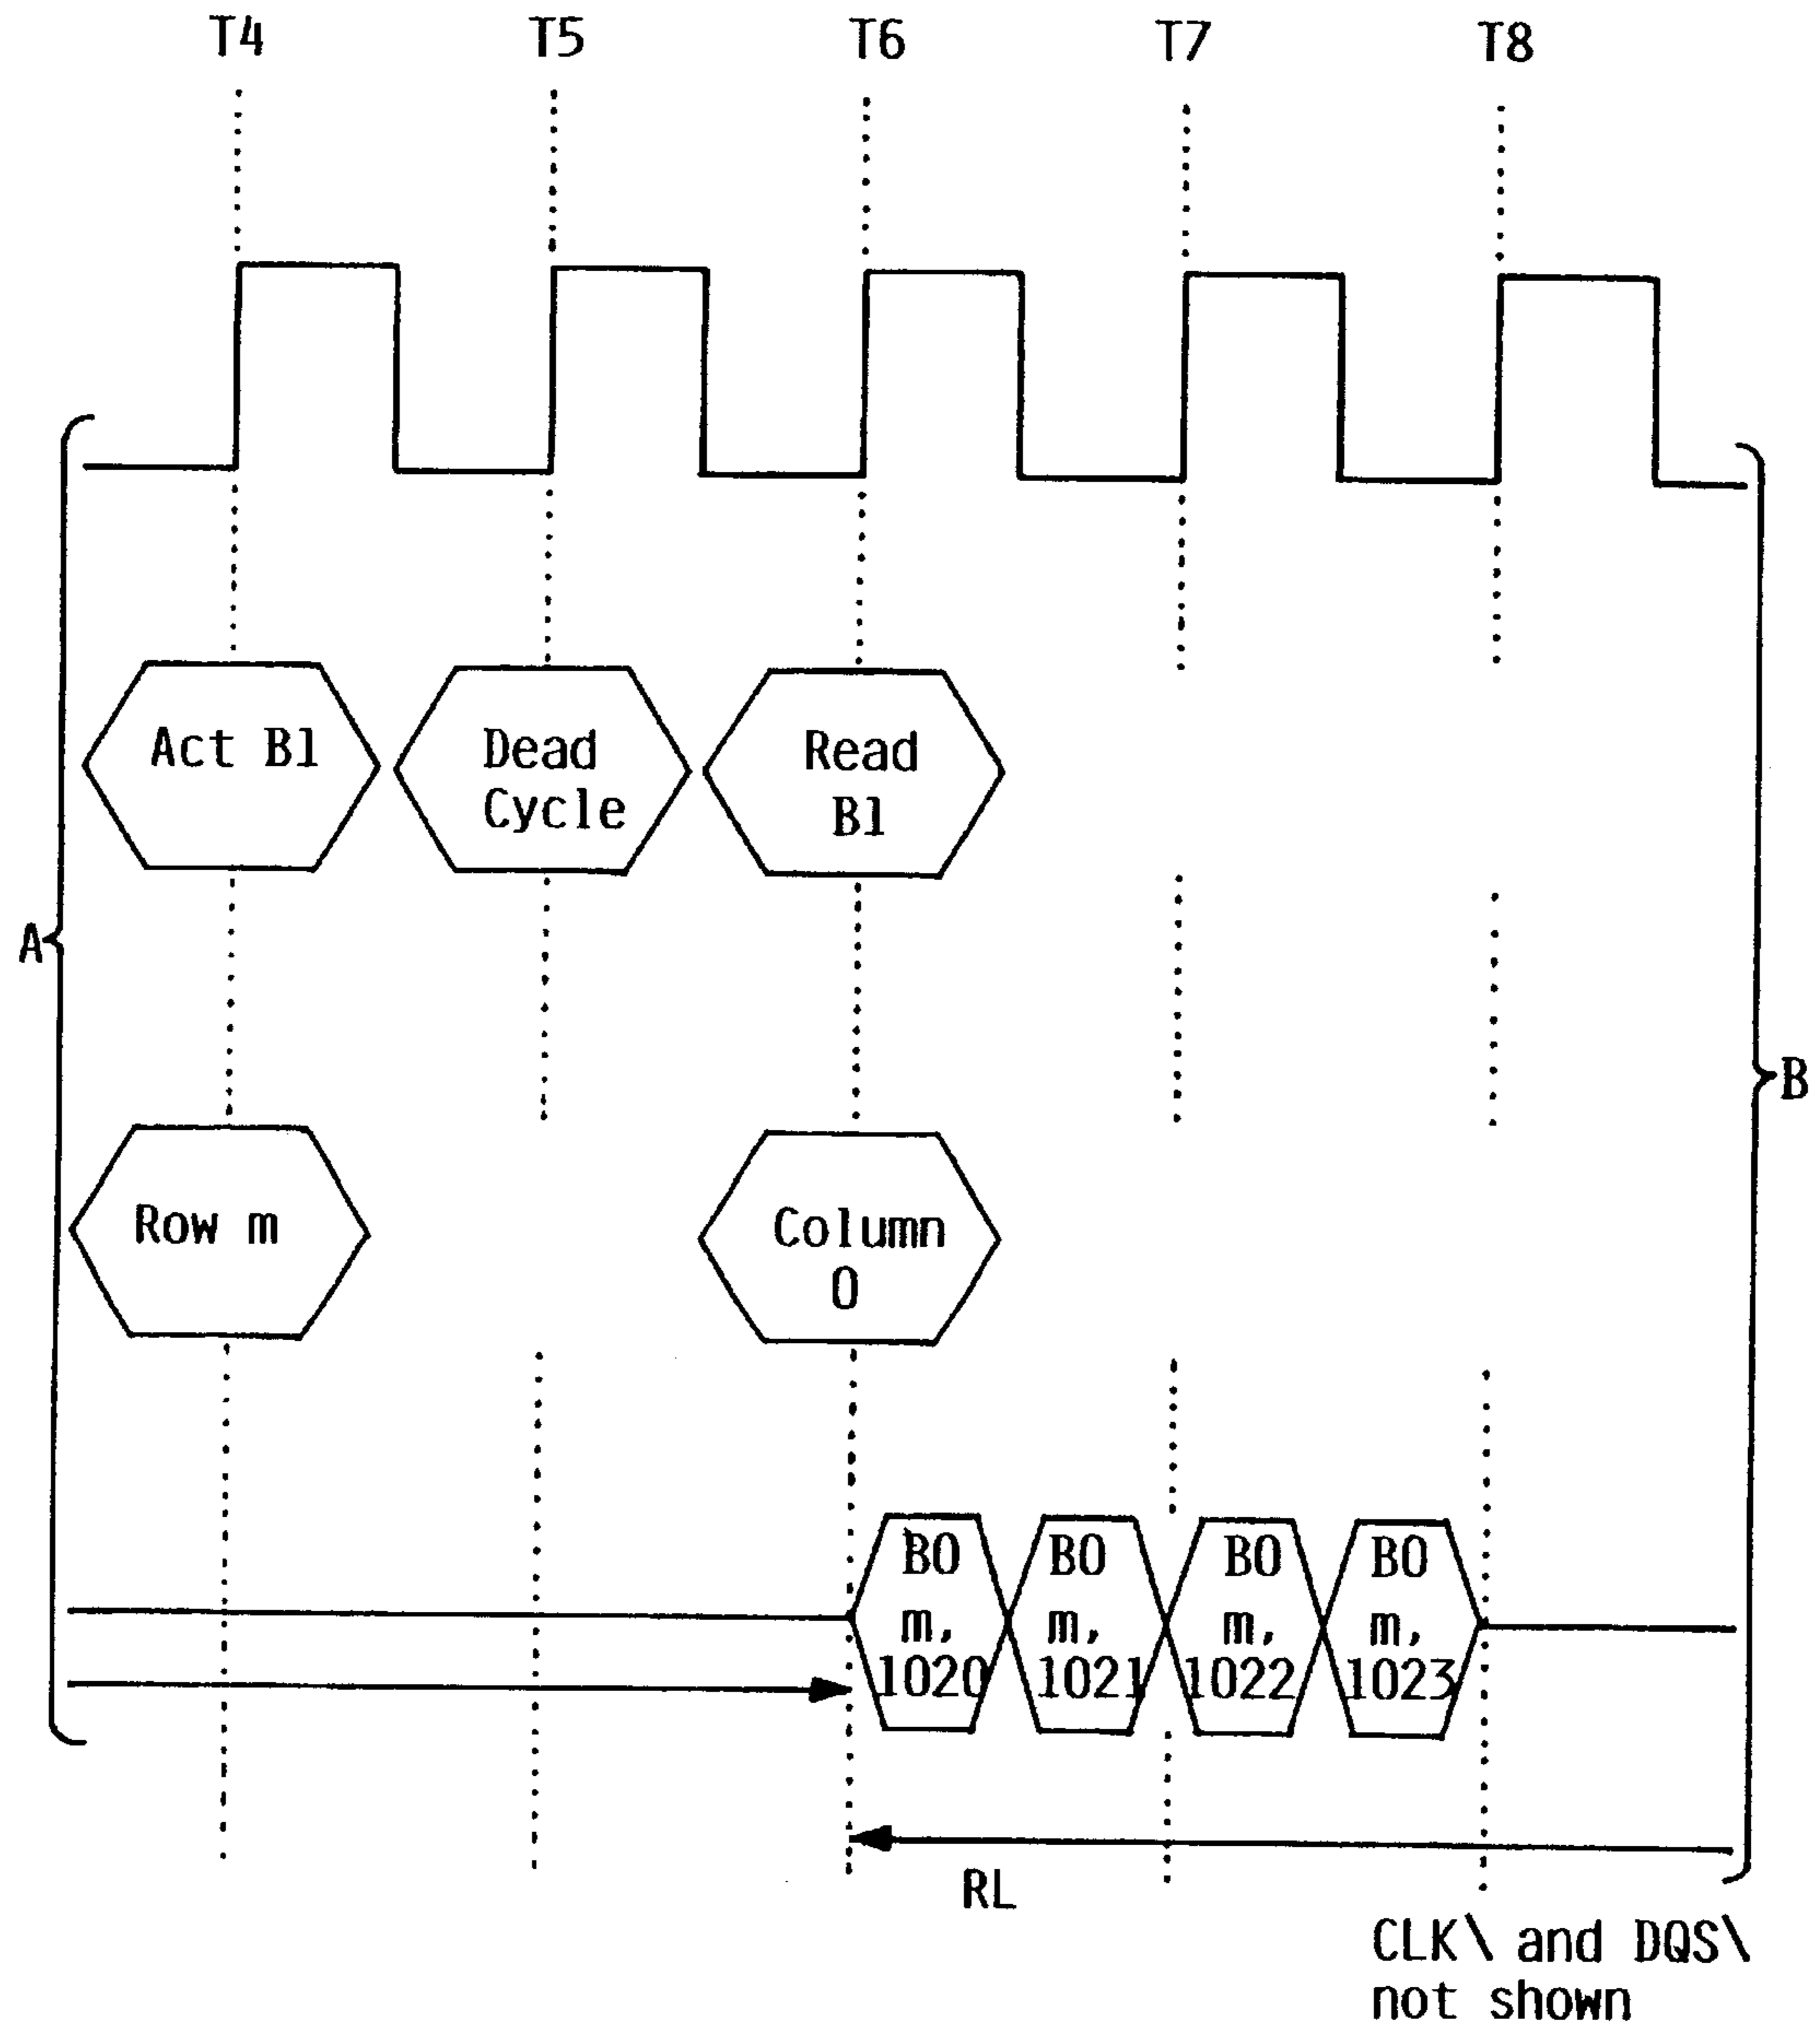 T4 T5 T6 T7 T8
Act B1
Dead
Cycle
Read
B1
A
B
Row m
Column
0
B0
m,
1020
B0
m,
1021
B0
m,
1022
B0
m,
1023
RL
CLK\ and DQS\
not shown